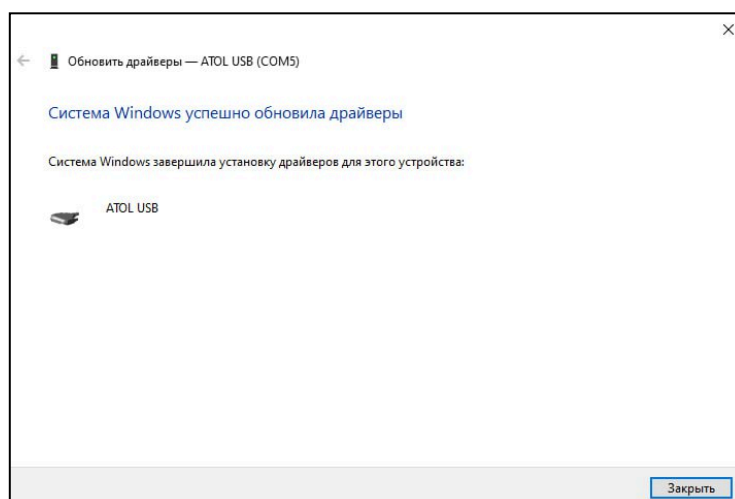 Обновить драйверы — ATOL USB (COM5)
Система Windows успешно обновила драйверы
Система Windows завершила установку драйверов для этого устройства:
ATOL USB
Закрыть